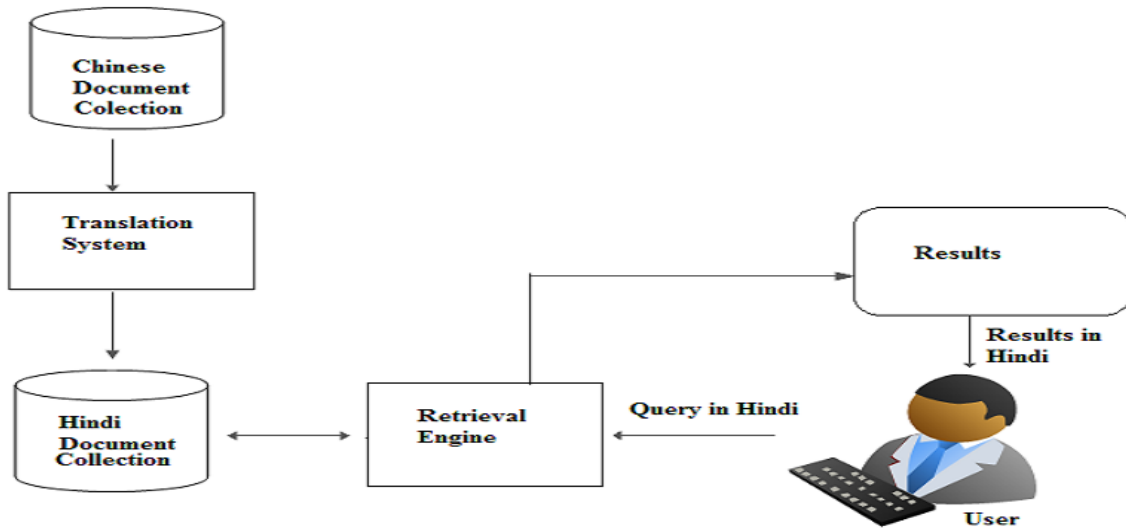 Chinese
Document
Colection
Translation
System
Results
Results in
Hindi
Hindi
Document
Collection
Retrieval
Engine
Query in Hindi
User